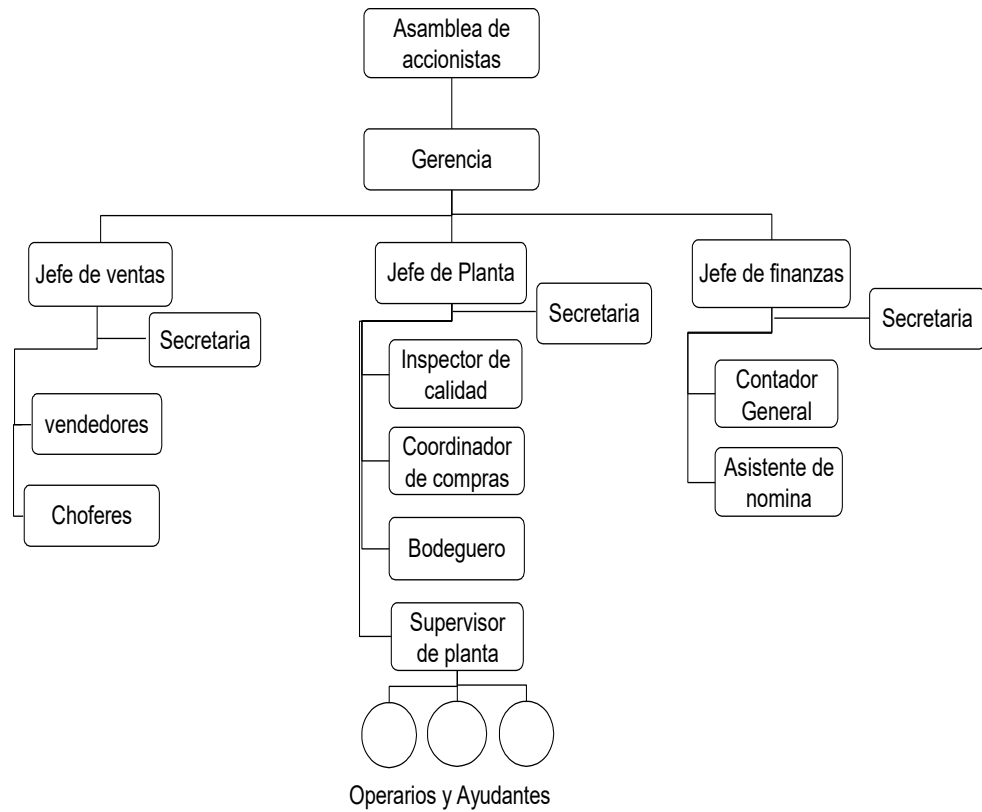 Asamblea de
accionistas
Gerencia
Jefe de ventas
Jefe de Planta
Jefe de finanzas
Secretaria
Secretaria
Secretaria
vendedores
Choferes
Inspector de
calidad
Coordinador
de compras
Bodeguero
Supervisor
de planta
Operarios y Ayudantes
Contador
General
Asistente de
nomina